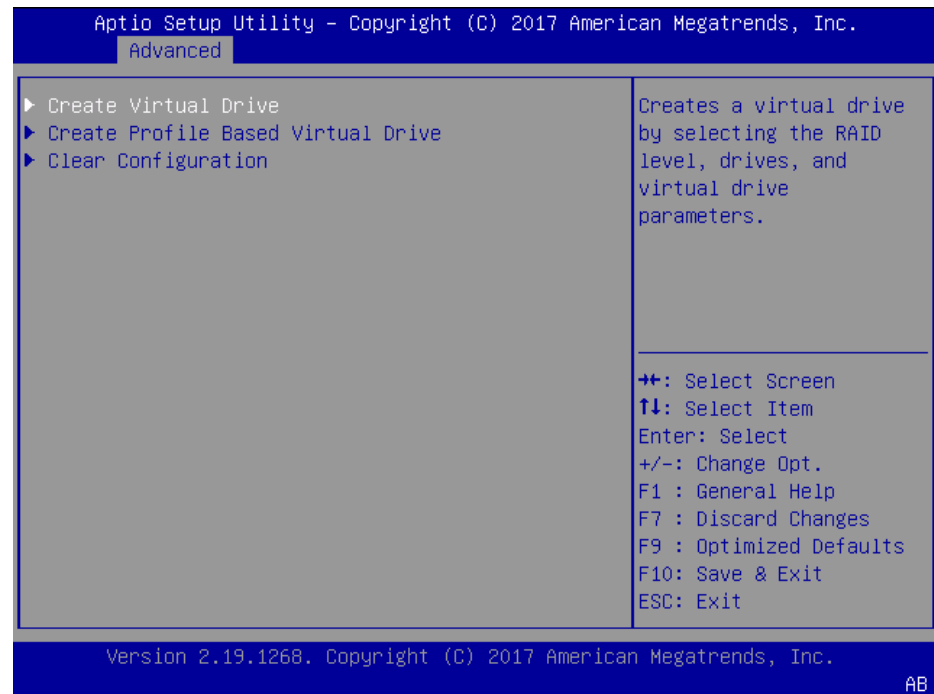 Aptio Setup Utility – Copyright (C) 2017 American Megatrends, Inc.
Advanced
▶ Create Virtual Drive
▶ Create Profile Based Virtual Drive
▶ Clear Configuration
Creates a virtual drive
by selecting the RAID
level, drives, and
virtual drive
parameters.
→←: Select Screen
↑↓: Select Item
Enter: Select
+/-: Change Opt.
F1 : General Help
F7 : Discard Changes
F9 : Optimized Defaults
F10: Save & Exit
ESC: Exit
Version 2.19.1268. Copyright (C) 2017 American Megatrends, Inc.
AB